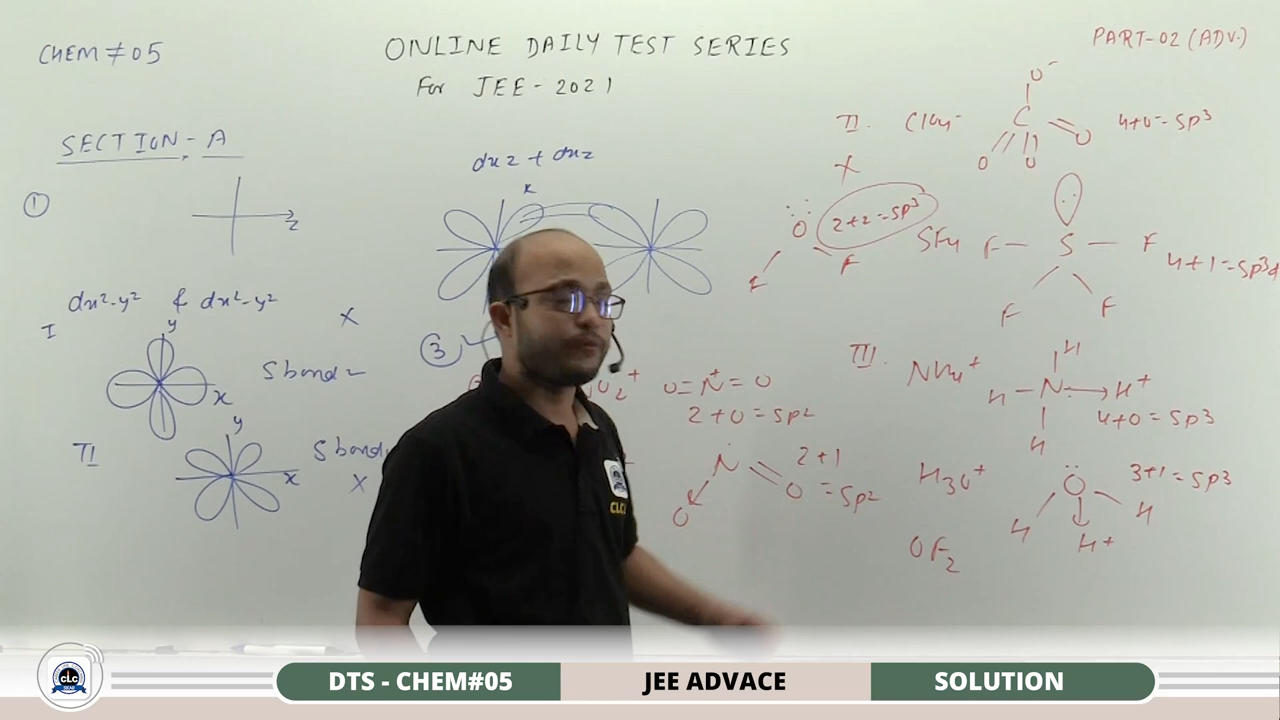 CHEM # 05
ONLINE DAILY TEST SERIES
For JEE - 2021
PART-02 (ADV.)
SECTION - A
①
z
dx²-y² & dx²-y²
I
x
y
x
S bond
II
y
x
S bond
x
dxz + dxz
x
③
O=N⁺=O
2+0=sp2
N
O
O
2+1
=sp2
II. ClO4⁻
X
O⁻
O
O
O
4+0=sp3
O
F
F
2+2=sp3
SF4
F
S
F
F
F
4+1=sp3d
III.
NH4⁺
H
H
N
H⁺
H
4+0=sp3
H3O⁺
O
H
H
H⁺
3+1=sp3
OF2
CLC
DTS - CHEM#05
JEE ADVACE
SOLUTION